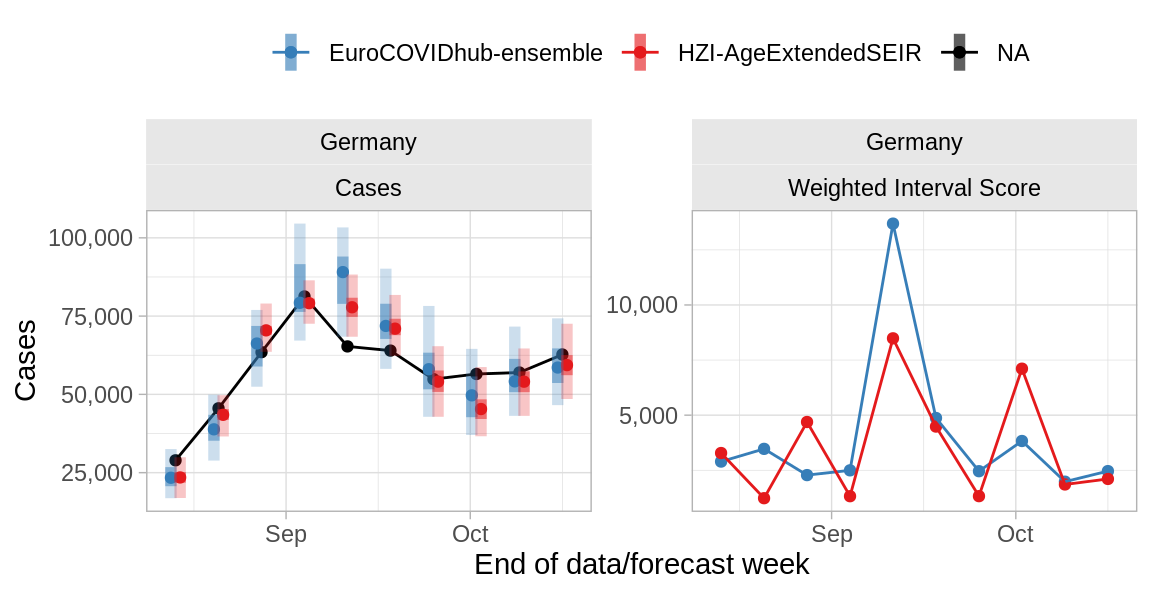 EuroCOVIDhub-ensemble HZI-AgeExtendedSEIR NA
Germany
Cases
100,000
75,000
50,000
25,000
Cases
Sep Oct
Germany
Weighted Interval Score
10,000
5,000
Sep Oct
End of data/forecast week